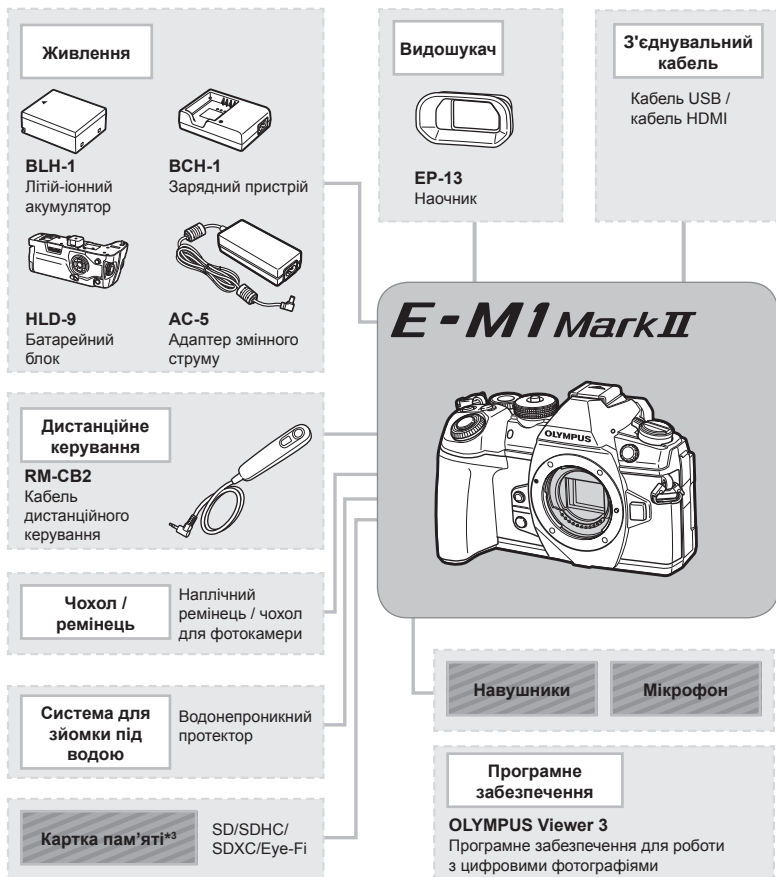 Живлення
BLH-1
Літій-іонний
акумулятор
BCH-1
Зарядний пристрій
HLD-9
Батарейний
блок
AC-5
Адаптер змінного
струму
Видошукач
EP-13
Наочник
З'єднувальний
кабель
Кабель USB /
кабель HDMI
E-M1 Mark II
OLYMPUS
Дистанційне
керування
RM-CB2
Кабель
дистанційного
керування
Чохол /
ремінець
Наплічний
ремінець / чохол
для фотокамери
Система для
зйомки під
водою
Водонепроникний
протектор
Картка пам’яті*3
SD/SDHC/
SDXC/Eye-Fi
Навушники
Мікрофон
Програмне
забезпечення
OLYMPUS Viewer 3
Програмне забезпечення для роботи
з цифровими фотографіями